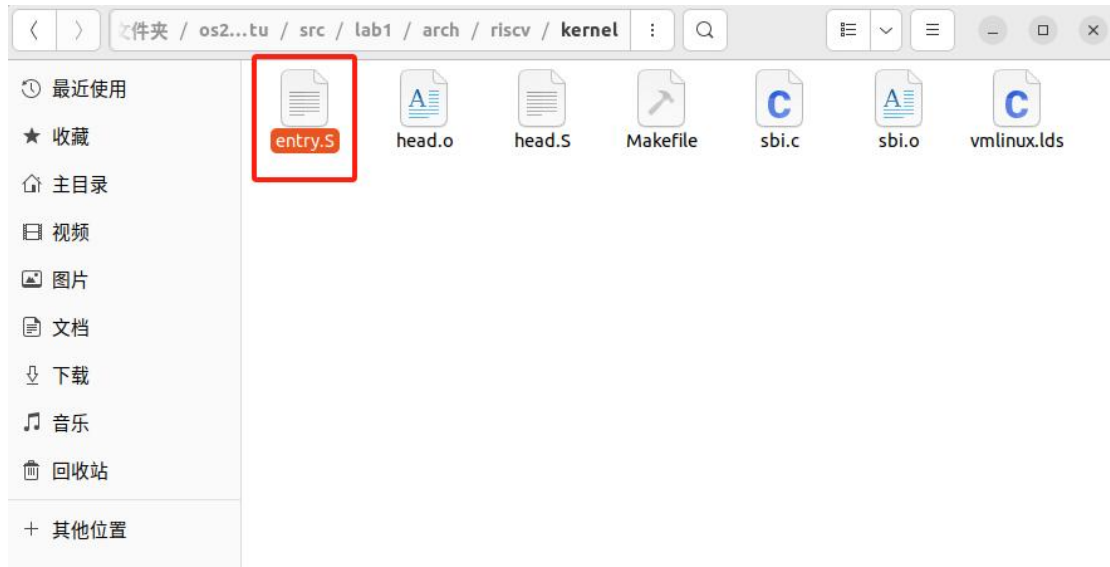 文件夹 / os2...tu / src / lab1 / arch / riscv / kernel
最近使用
收藏
主目录
视频
图片
文档
下载
音乐
回收站
其他位置
entry.S head.o head.S Makefile sbi.c sbi.o vmlinux.lds